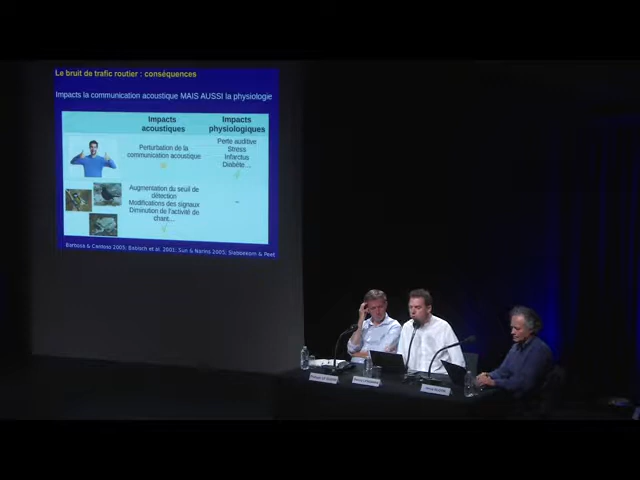 Le bruit de trafic routier : conséquences
Impacts la communication acoustique MAIS AUSSI la physiologie
Impacts acoustiques
Impacts physiologiques
Perturbation de la communication acoustique
Perte auditive
Stress
Infarctus
Diabète...
Augmentation du seuil de détection
Modifications des signaux
Diminution de l'activité de chant...
-
Barbosa & Cardoso 2005; Babisch et al. 2001; Sun & Narins 2005;